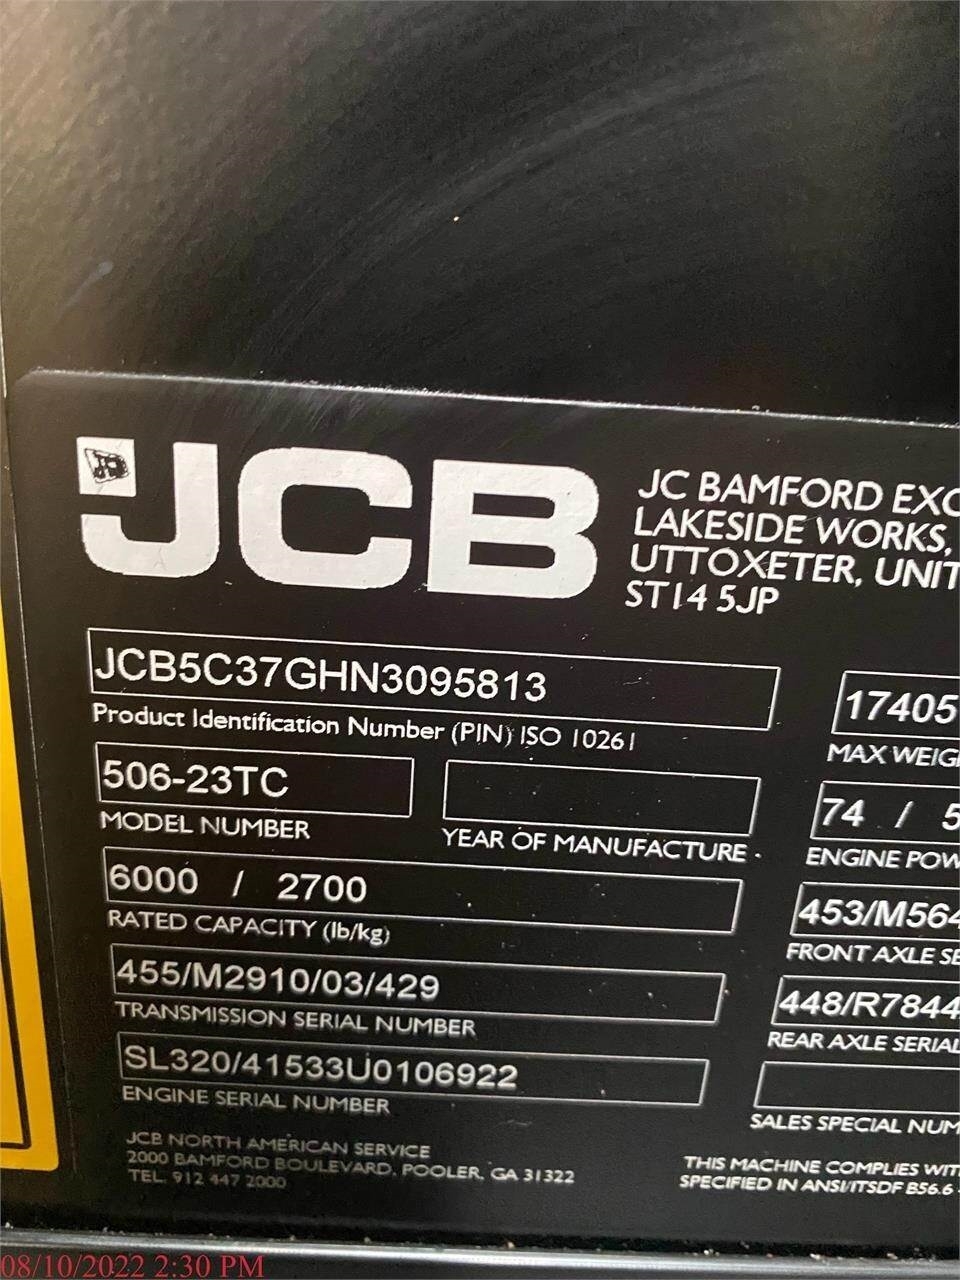 JCB
JC BAMFORD EXC
LAKESIDE WORKS,
UTTOXETER, UNIT
ST14 5JP
JCB5C37GHN3095813
Product Identification Number (PIN) ISO 10261
17405
MAX WEIG
506-23TC
MODEL NUMBER
YEAR OF MANUFACTURE
74 / 5
ENGINE POW
6000 / 2700
RATED CAPACITY (lb/kg)
453/M564
FRONT AXLE SE
455/M2910/03/429
TRANSMISSION SERIAL NUMBER
448/R7844
REAR AXLE SERIAL
SL320/41533U0106922
ENGINE SERIAL NUMBER
SALES SPECIAL NUM
JCB NORTH AMERICAN SERVICE
2000 BAMFORD BOULEVARD, POOLER, GA 31322
TEL. 912 447 2000
THIS MACHINE COMPLIES WIT
SPECIFIED IN ANSI/ITSDF B56.6
08/10/2022 2:30 PM